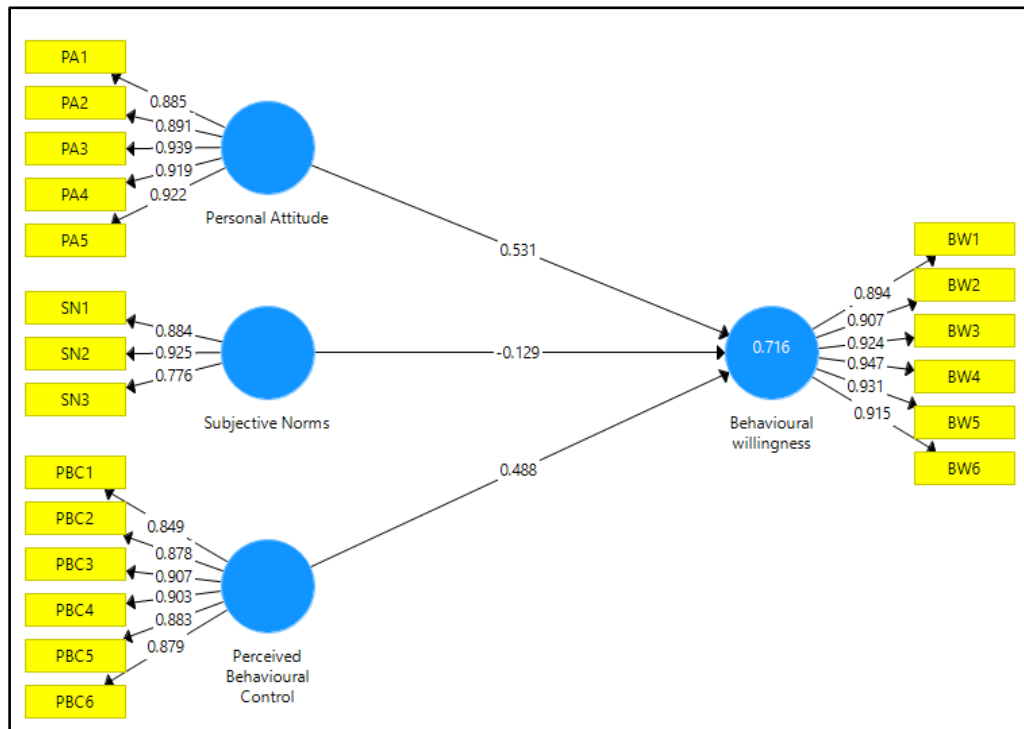 PA1
PA2
PA3
PA4
PA5
0.885
0.891
0.939
0.919
0.922
Personal Attitude
0.531
SN1
SN2
SN3
0.884
0.925
0.776
Subjective Norms
-0.129
PBC1
PBC2
PBC3
PBC4
PBC5
PBC6
0.849
0.878
0.907
0.903
0.883
0.879
Perceived
Behavioural
Control
0.488
0.716
Behavioural
willingness
0.894
0.907
0.924
0.947
0.931
0.915
BW1
BW2
BW3
BW4
BW5
BW6